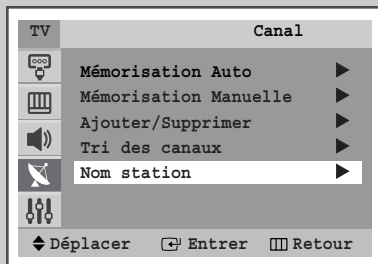 TV Canal
Mémorisation Auto
Mémorisation Manuelle
Ajouter/Supprimer
Tri des canaux
Nom station
Déplacer Entrer Retour